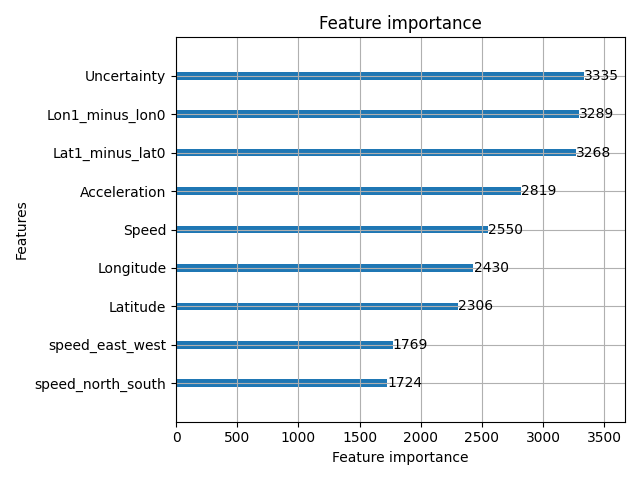 Feature importance
Features
Uncertainty 3335
Lon1_minus_lon0 3289
Lat1_minus_lat0 3268
Acceleration 2819
Speed 2550
Longitude 2430
Latitude 2306
speed_east_west 1769
speed_north_south 1724
0 500 1000 1500 2000 2500 3000 3500
Feature importance